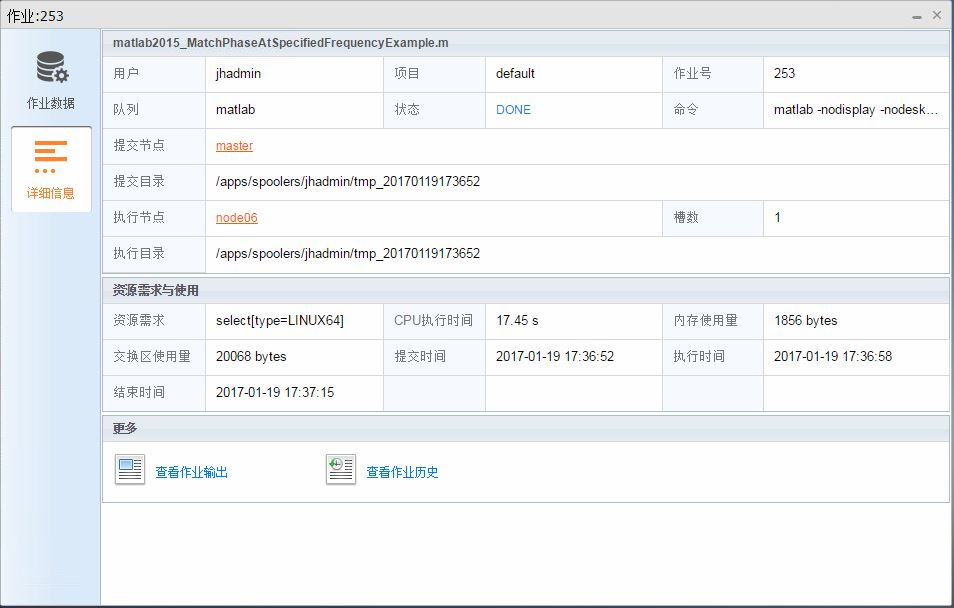 作业:253
作业数据
详细信息
matlab2015_MatchPhaseAtSpecifiedFrequencyExample.m
用户 jhadmin 项目 default 作业号 253
队列 matlab 状态 DONE 命令 matlab -nodisplay -nodesk...
提交节点 master
提交目录 /apps/spoolers/jhadmin/tmp_20170119173652
执行节点 node06 槽数 1
执行目录 /apps/spoolers/jhadmin/tmp_20170119173652
资源需求与使用
资源需求 select[type=LINUX64] CPU执行时间 17.45 s 内存使用量 1856 bytes
交换区使用量 20068 bytes 提交时间 2017-01-19 17:36:52 执行时间 2017-01-19 17:36:58
结束时间 2017-01-19 17:37:15
更多
查看作业输出 查看作业历史